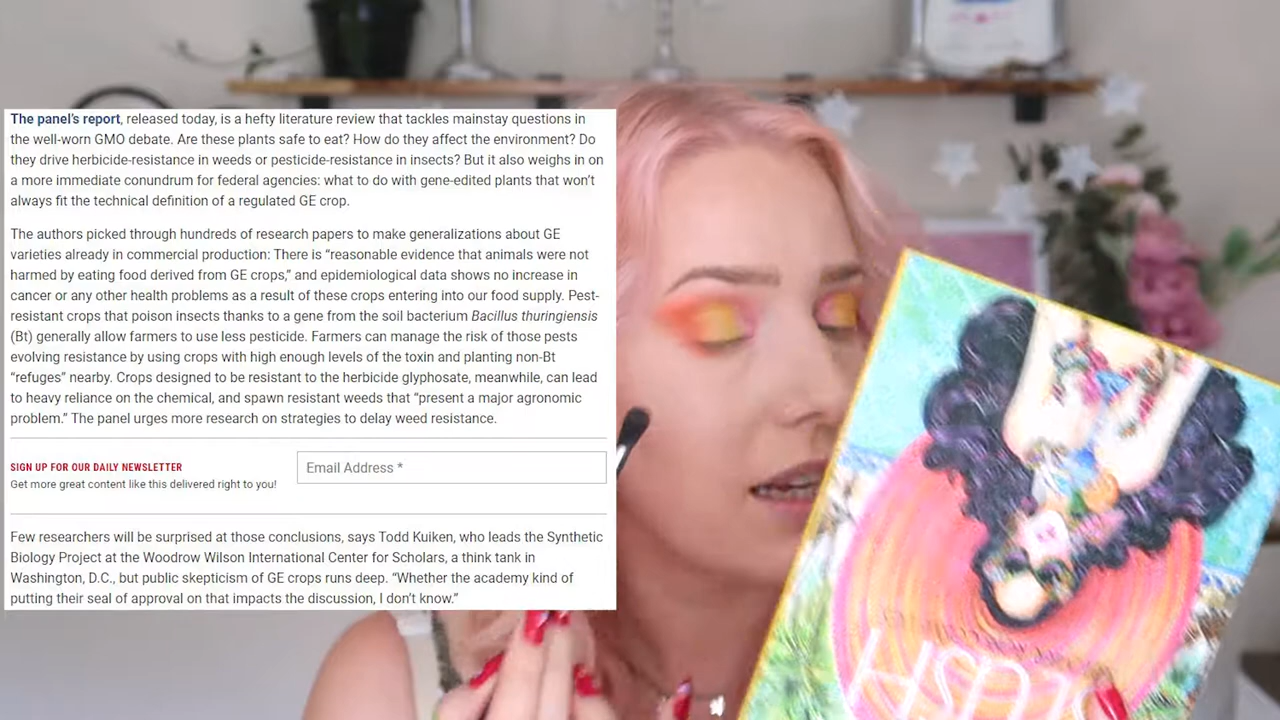 The panel's report, released today, is a hefty literature review that tackles mainstay questions in
the well-worn GMO debate. Are these plants safe to eat? How do they affect the environment? Do
they drive herbicide-resistance in weeds or pesticide-resistance in insects? But it also weighs in on
a more immediate conundrum for federal agencies: what to do with gene-edited plants that won't
always fit the technical definition of a regulated GE crop.
The authors picked through hundreds of research papers to make generalizations about GE
varieties already in commercial production: There is “reasonable evidence that animals were not
harmed by eating food derived from GE crops,” and epidemiological data shows no increase in
cancer or any other health problems as a result of these crops entering into our food supply. Pest-
resistant crops that poison insects thanks to a gene from the soil bacterium Bacillus thuringiensis
(Bt) generally allow farmers to use less pesticide. Farmers can manage the risk of those pests
evolving resistance by using crops with high enough levels of the toxin and planting non-Bt
“refuges” nearby. Crops designed to be resistant to the herbicide glyphosate, meanwhile, can lead
to heavy reliance on the chemical, and spawn resistant weeds that “present a major agronomic
problem.” The panel urges more research on strategies to delay weed resistance.
SIGN UP FOR OUR DAILY NEWSLETTER
Get more great content like this delivered right to you!
Email Address *
Few researchers will be surprised at those conclusions, says Todd Kuiken, who leads the Synthetic
Biology Project at the Woodrow Wilson International Center for Scholars, a think tank in
Washington, D.C., but public skepticism of GE crops runs deep. “Whether the academy kind of
putting their seal of approval on that impacts the discussion, I don't know.”